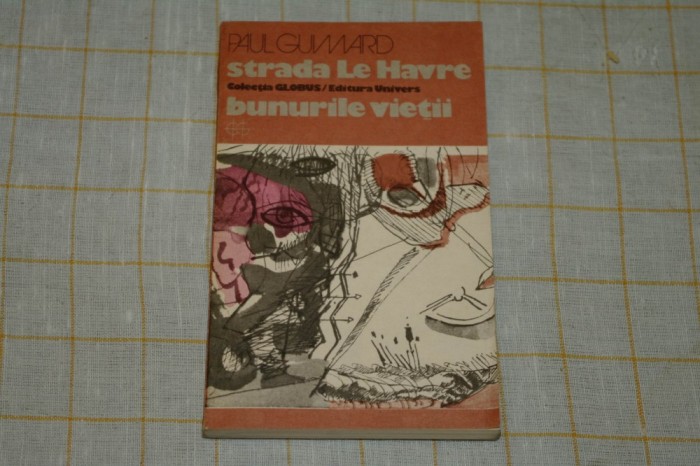 PAUL GUIMARD
strada Le Havre
Colecția GLOBUS / Editura Univers
bunurile vieții